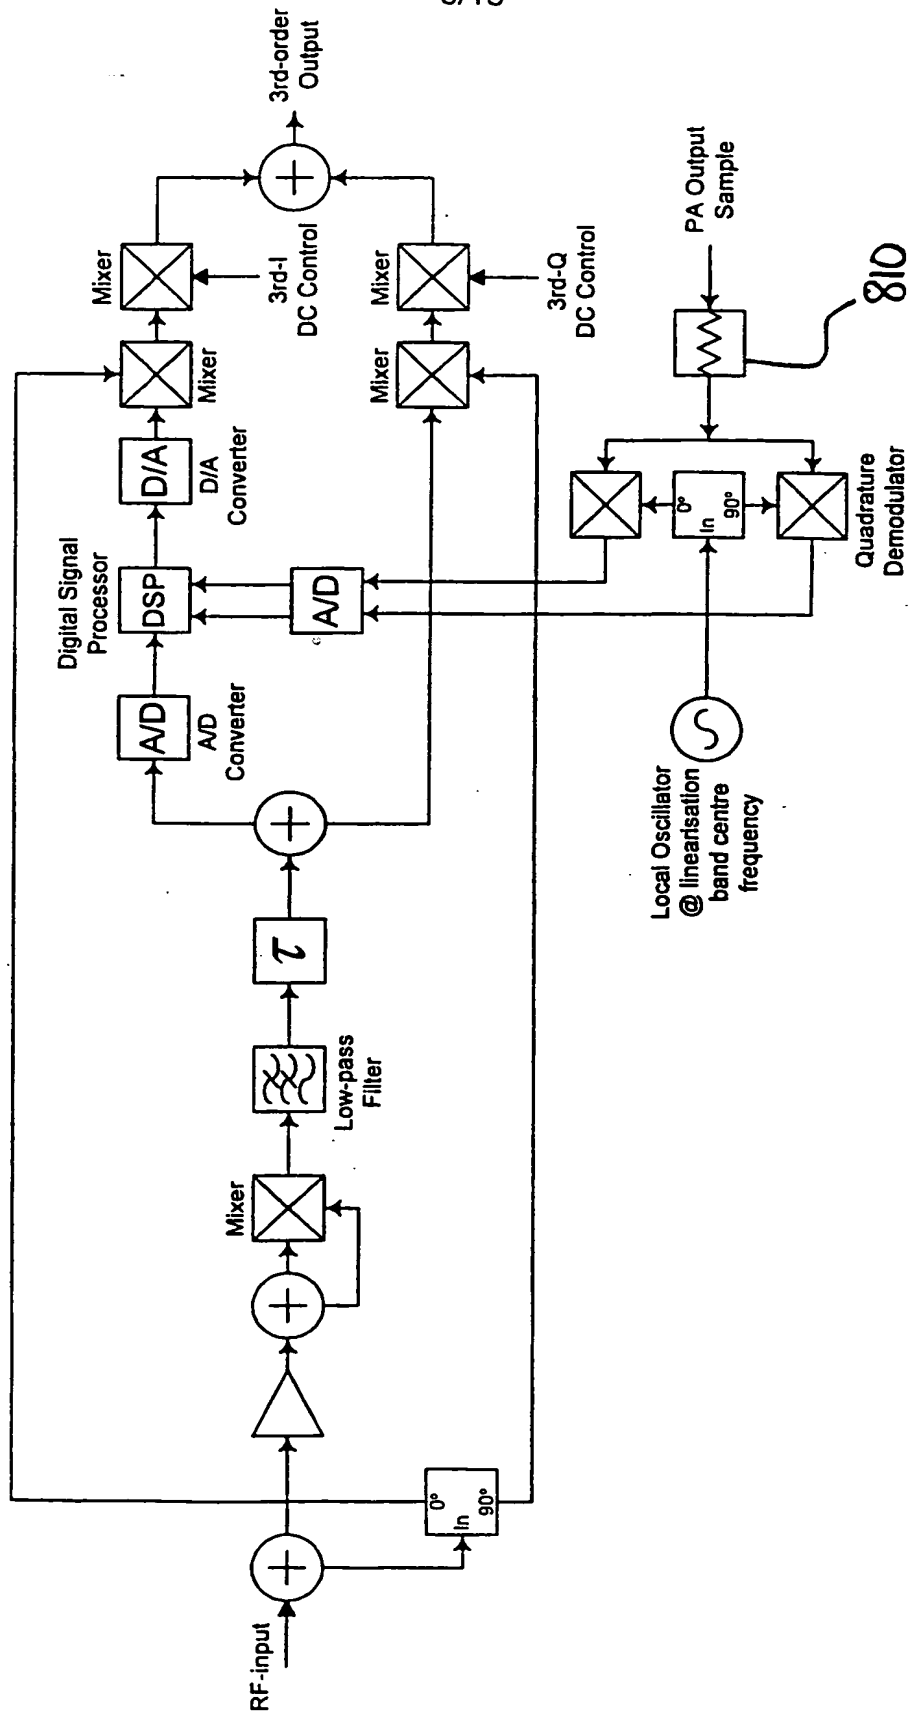 RF-input
0°
In
90°
Mixer
Low-pass
Filter
τ
A/D
A/D
Converter
Digital Signal
Processor
DSP
D/A
D/A
Converter
Mixer
Mixer
3rd-I
DC Control
3rd-order
Output
A/D
Mixer
Mixer
3rd-Q
DC Control
Local Oscillator
@ linearisation
band centre
frequency
0°
In
90°
Quadrature
Demodulator
PA Output
Sample
810